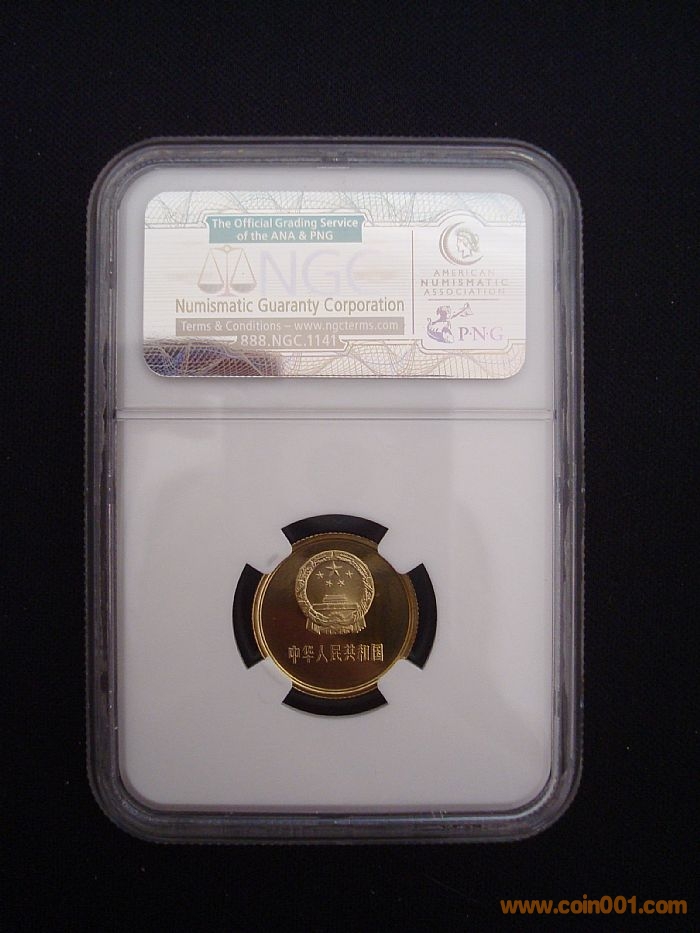 The Official Grading Service
of the ANA & PNG
NGC
Numismatic Guaranty Corporation
Terms & Conditions – www.ngcterms.com
888.NGC.1141
AMERICAN
NUMISMATIC
ASSOCIATION
P·N·G
中华人民共和国
www.coin001.com